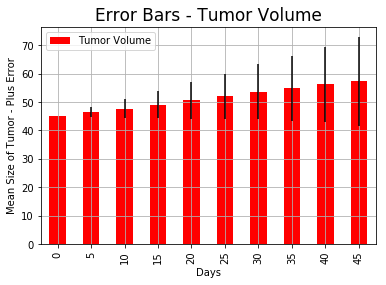 Error Bars - Tumor Volume
Tumor Volume
Mean Size of Tumor - Plus Error
70
60
50
40
30
20
10
0
0 5 10 15 20 25 30 35 40 45
Days